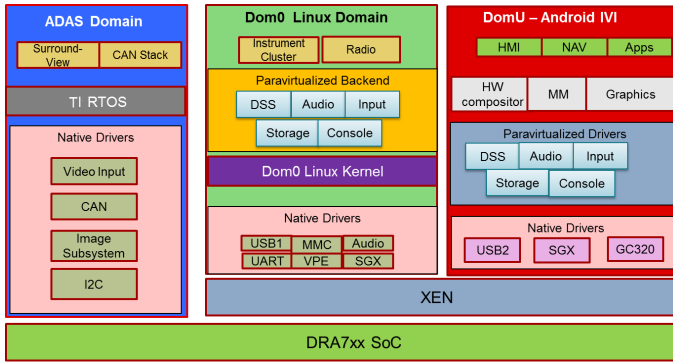 ADAS Domain
Surround-
View
CAN Stack
TI RTOS
Native Drivers
Video Input
CAN
Image
Subsystem
I2C
Dom0 Linux Domain
Instrument
Cluster
Radio
Paravirtualized Backend
DSS
Audio
Input
Storage
Console
Dom0 Linux Kernel
Native Drivers
USB1
MMC
Audio
UART
VPE
SGX
DomU – Android IVI
HMI
NAV
Apps
HW
compositor
MM
Graphics
Paravirtualized Drivers
DSS
Audio
Input
Storage
Console
Native Drivers
USB2
SGX
GC320
XEN
DRA7xx SoC